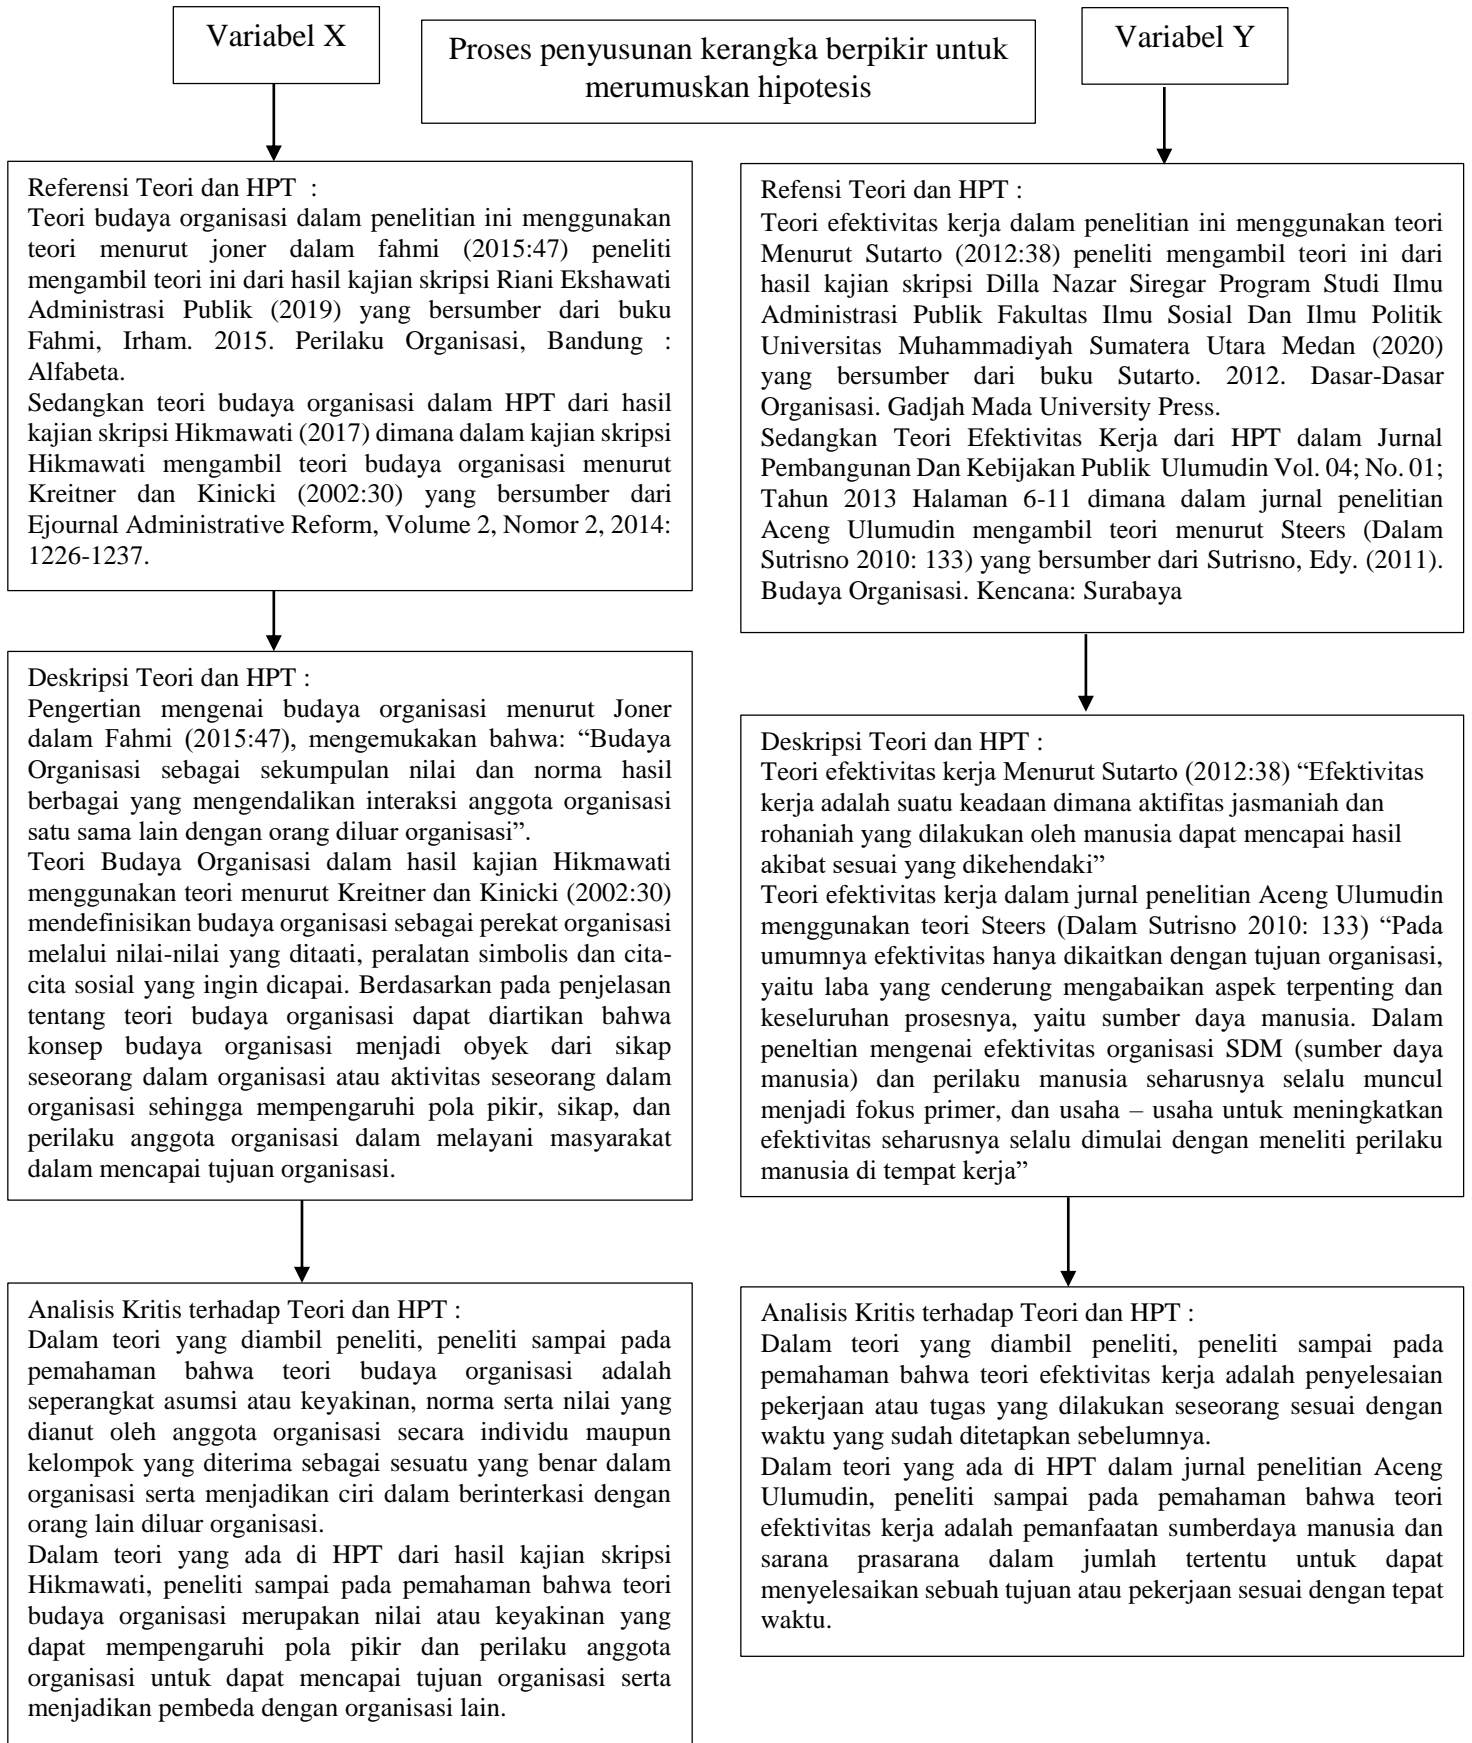 Variabel X
Proses penyusunan kerangka berpikir untuk
merumuskan hipotesis
Variabel Y
Referensi Teori dan HPT :
Teori budaya organisasi dalam penelitian ini menggunakan
teori menurut joner dalam fahmi (2015:47) peneliti
mengambil teori ini dari hasil kajian skripsi Riani Ekshawati
Administrasi Publik (2019) yang bersumber dari buku
Fahmi, Irham. 2015. Perilaku Organisasi, Bandung :
Alfabeta.
Sedangkan teori budaya organisasi dalam HPT dari hasil
kajian skripsi Hikmawati (2017) dimana dalam kajian skripsi
Hikmawati mengambil teori budaya organisasi menurut
Kreitner dan Kinicki (2002:30) yang bersumber dari
Ejournal Administrative Reform, Volume 2, Nomor 2, 2014:
1226-1237.
Deskripsi Teori dan HPT :
Pengertian mengenai budaya organisasi menurut Joner
dalam Fahmi (2015:47), mengemukakan bahwa: “Budaya
Organisasi sebagai sekumpulan nilai dan norma hasil
berbagai yang mengendalikan interaksi anggota organisasi
satu sama lain dengan orang diluar organisasi”.
Teori Budaya Organisasi dalam hasil kajian Hikmawati
menggunakan teori menurut Kreitner dan Kinicki (2002:30)
mendefinisikan budaya organisasi sebagai perekat organisasi
melalui nilai-nilai yang ditaati, peralatan simbolis dan cita-
cita sosial yang ingin dicapai. Berdasarkan pada penjelasan
tentang teori budaya organisasi dapat diartikan bahwa
konsep budaya organisasi menjadi obyek dari sikap
seseorang dalam organisasi atau aktivitas seseorang dalam
organisasi sehingga mempengaruhi pola pikir, sikap, dan
perilaku anggota organisasi dalam melayani masyarakat
dalam mencapai tujuan organisasi.
Analisis Kritis terhadap Teori dan HPT :
Dalam teori yang diambil peneliti, peneliti sampai pada
pemahaman bahwa teori budaya organisasi adalah
seperangkat asumsi atau keyakinan, norma serta nilai yang
dianut oleh anggota organisasi secara individu maupun
kelompok yang diterima sebagai sesuatu yang benar dalam
organisasi serta menjadikan ciri dalam berinterkasi dengan
orang lain diluar organisasi.
Dalam teori yang ada di HPT dari hasil kajian skripsi
Hikmawati, peneliti sampai pada pemahaman bahwa teori
budaya organisasi merupakan nilai atau keyakinan yang
dapat mempengaruhi pola pikir dan perilaku anggota
organisasi untuk dapat mencapai tujuan organisasi serta
menjadikan pembeda dengan organisasi lain.
Refensi Teori dan HPT :
Teori efektivitas kerja dalam penelitian ini menggunakan teori
Menurut Sutarto (2012:38) peneliti mengambil teori ini dari
hasil kajian skripsi Dilla Nazar Siregar Program Studi Ilmu
Administrasi Publik Fakultas Ilmu Sosial Dan Ilmu Politik
Universitas Muhammadiyah Sumatera Utara Medan (2020)
yang bersumber dari buku Sutarto. 2012. Dasar-Dasar
Organisasi. Gadjah Mada University Press.
Sedangkan Teori Efektivitas Kerja dari HPT dalam Jurnal
Pembangunan Dan Kebijakan Publik Ulumudin Vol. 04; No. 01;
Tahun 2013 Halaman 6-11 dimana dalam jurnal penelitian
Aceng Ulumudin mengambil teori menurut Steers (Dalam
Sutrisno 2010: 133) yang bersumber dari Sutrisno, Edy. (2011).
Budaya Organisasi. Kencana: Surabaya
Deskripsi Teori dan HPT :
Teori efektivitas kerja Menurut Sutarto (2012:38) “Efektivitas
kerja adalah suatu keadaan dimana aktifitas jasmaniah dan
rohaniah yang dilakukan oleh manusia dapat mencapai hasil
akibat sesuai yang dikehendaki”
Teori efektivitas kerja dalam jurnal penelitian Aceng Ulumudin
menggunakan teori Steers (Dalam Sutrisno 2010: 133) “Pada
umumnya efektivitas hanya dikaitkan dengan tujuan organisasi,
yaitu laba yang cenderung mengabaikan aspek terpenting dan
keseluruhan prosesnya, yaitu sumber daya manusia. Dalam
peneltian mengenai efektivitas organisasi SDM (sumber daya
manusia) dan perilaku manusia seharusnya selalu muncul
menjadi fokus primer, dan usaha – usaha untuk meningkatkan
efektivitas seharusnya selalu dimulai dengan meneliti perilaku
manusia di tempat kerja”
Analisis Kritis terhadap Teori dan HPT :
Dalam teori yang diambil peneliti, peneliti sampai pada
pemahaman bahwa teori efektivitas kerja adalah penyelesaian
pekerjaan atau tugas yang dilakukan seseorang sesuai dengan
waktu yang sudah ditetapkan sebelumnya.
Dalam teori yang ada di HPT dalam jurnal penelitian Aceng
Ulumudin, peneliti sampai pada pemahaman bahwa teori
efektivitas kerja adalah pemanfaatan sumberdaya manusia dan
sarana prasarana dalam jumlah tertentu untuk dapat
menyelesaikan sebuah tujuan atau pekerjaan sesuai dengan tepat
waktu.